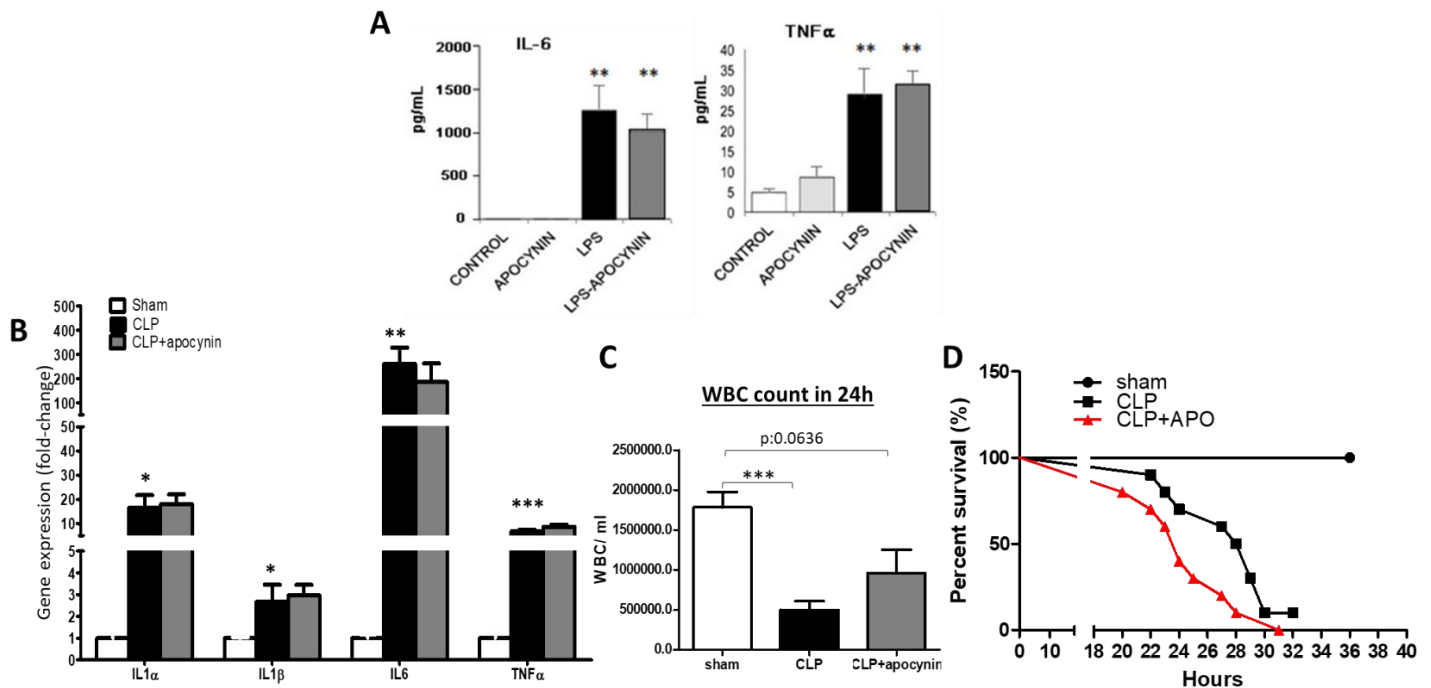 A
IL-6
2000
1500
1000
500
0
pg/mL
** **
CONTROL
APOCYNIN
LPS
LPS-APOCYNIN
TNFα
40
35
30
25
20
15
10
5
0
pg/mL
** **
CONTROL
APOCYNIN
LPS
LPS-APOCYNIN
B
Sham
CLP
CLP+apocynin
Gene expression (fold-change)
500
400
300
200
100
50
40
30
20
10
5
4
3
2
1
0
*
*
**
***
IL1α IL1β IL6 TNFα
C
WBC count in 24h
p:0.0636
***
2500000.0
2000000.0
1500000.0
1000000.0
500000.0
0.0
WBC/ ml
sham CLP CLP+apocynin
D
sham
CLP
CLP+APO
Percent survival (%)
150
100
50
0
0 10 18 20 22 24 26 28 30 32 34 36 38 40
Hours